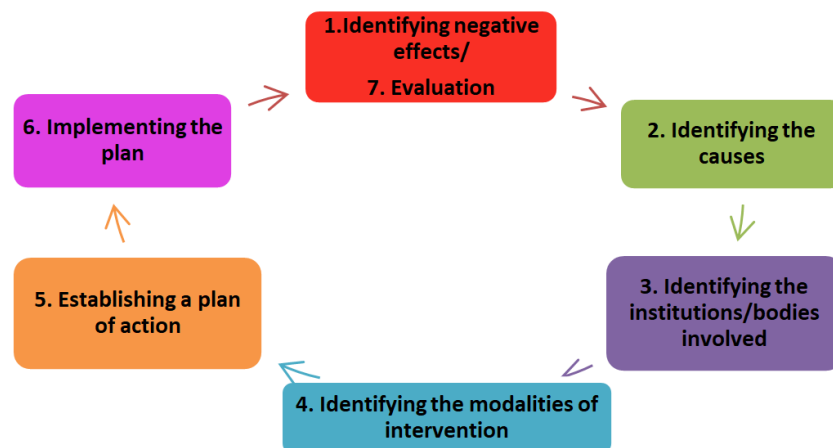 1.Identifying negative
effects/
7. Evaluation
2. Identifying the
causes
3. Identifying the
institutions/bodies
involved
4. Identifying the modalities of
intervention
5. Establishing a plan
of action
6. Implementing the
plan